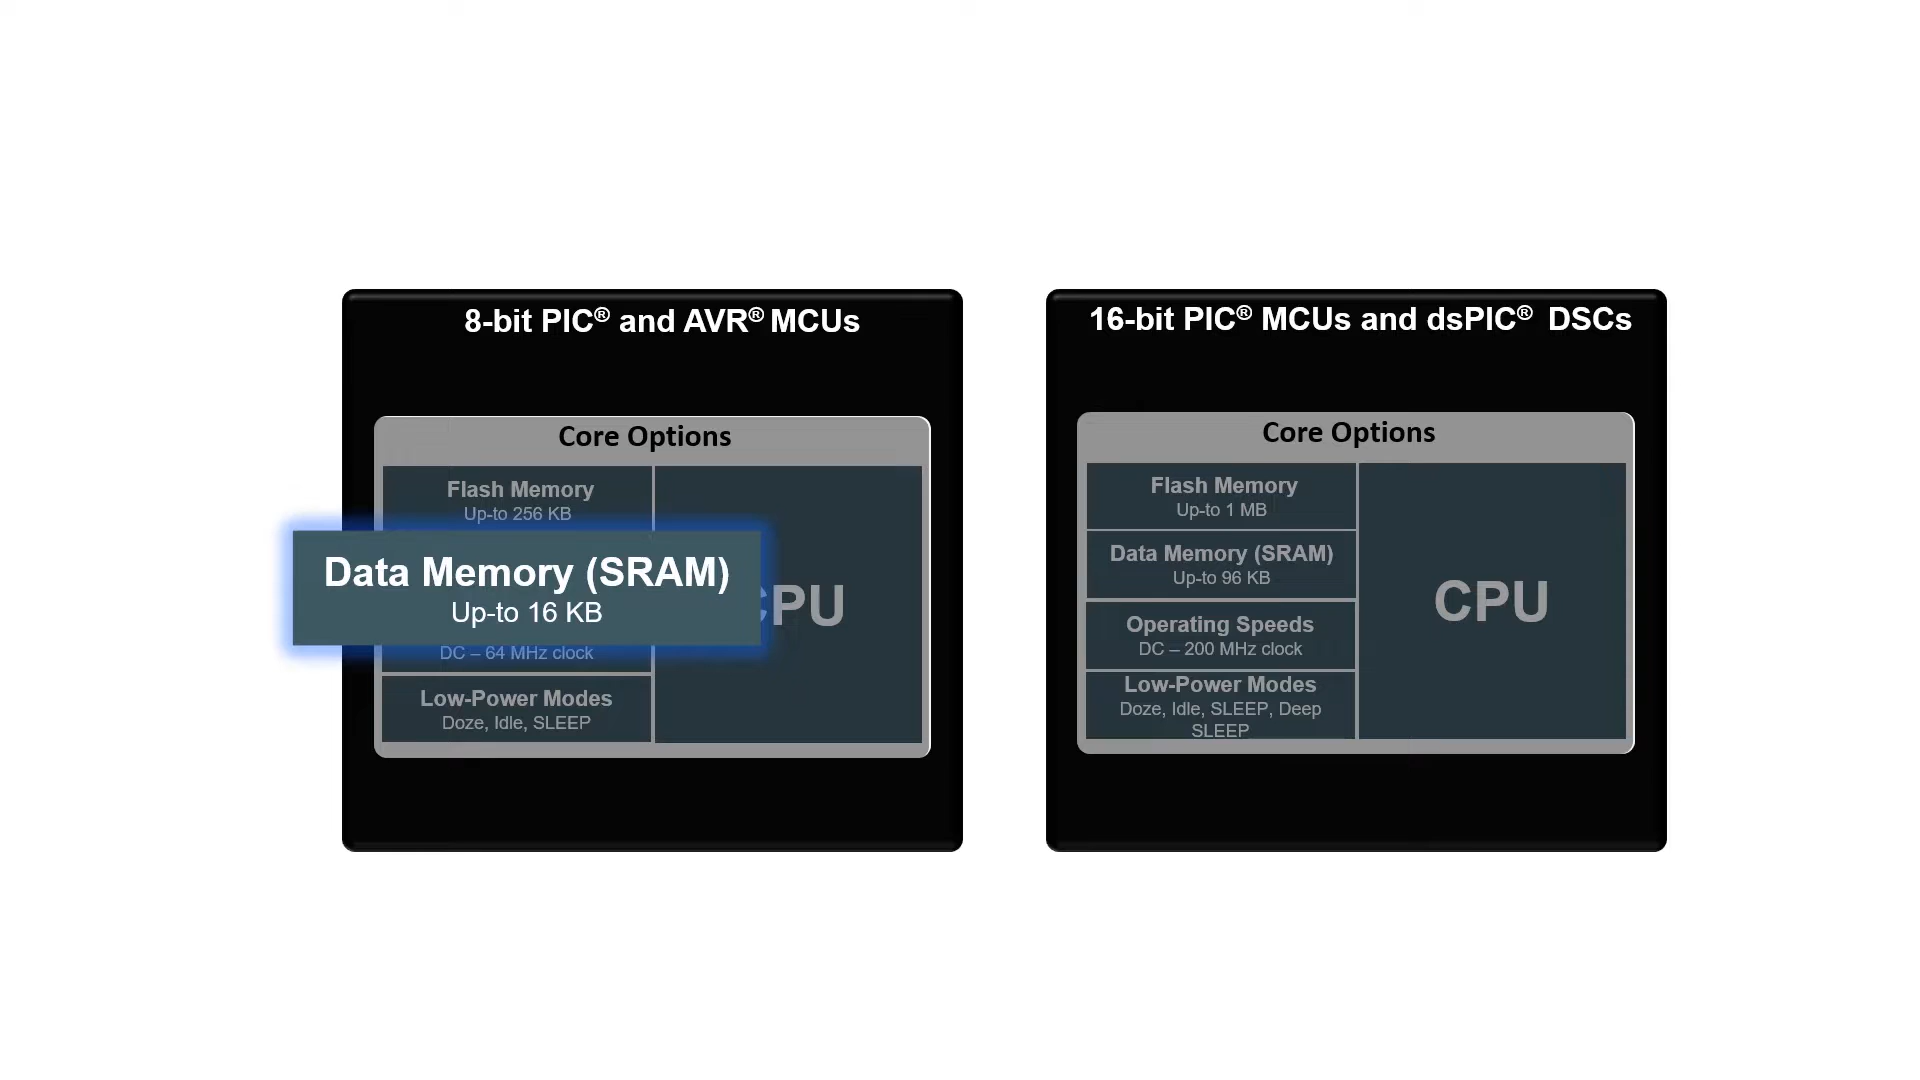 8-bit PIC® and AVR® MCUs
Core Options
Flash Memory
Up-to 256 KB
Data Memory (SRAM)
Up-to 16 KB
DC – 64 MHz clock
Low-Power Modes
Doze, Idle, SLEEP
CPU
16-bit PIC® MCUs and dsPIC® DSCs
Core Options
Flash Memory
Up-to 1 MB
Data Memory (SRAM)
Up-to 96 KB
Operating Speeds
DC – 200 MHz clock
Low-Power Modes
Doze, Idle, SLEEP, Deep
SLEEP
CPU